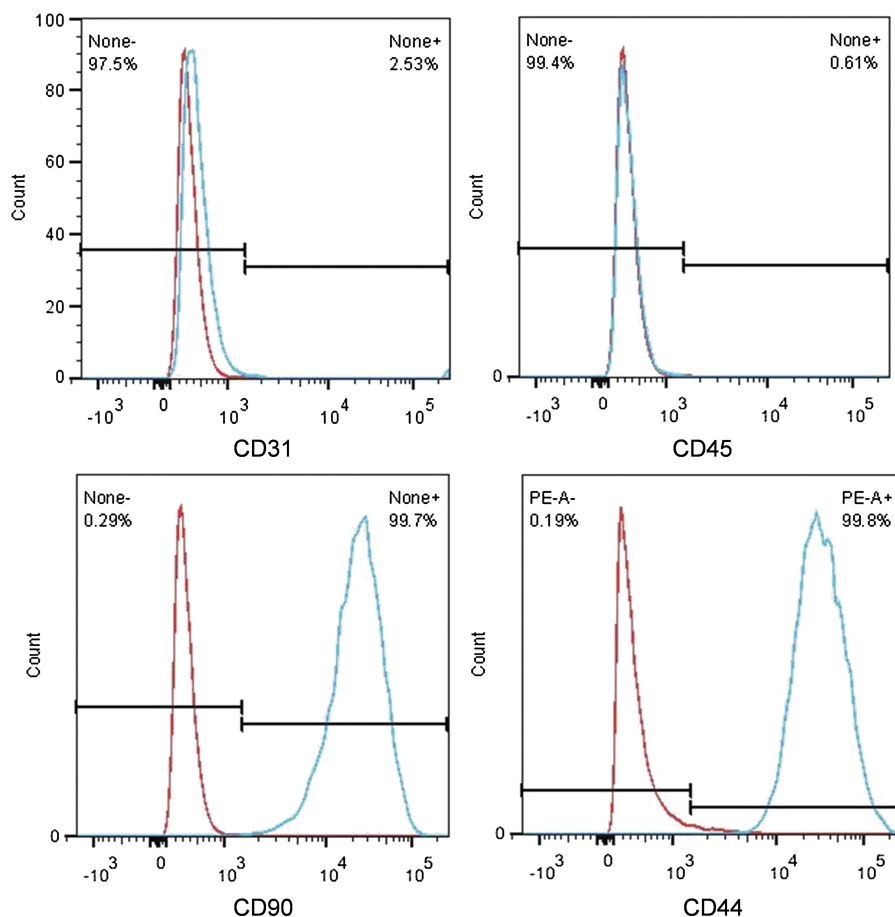 100
80
60
40
20
0
Count
None-
97.5%
None+
2.53%
-10³
0
10³
10⁴
10⁵
CD31
Count
0
None-
99.4%
None+
0.61%
-10³
0
10³
10⁴
10⁵
CD45
Count
0
None-
0.29%
None+
99.7%
-10³
0
10³
10⁴
10⁵
CD90
Count
0
PE-A-
0.19%
PE-A+
99.8%
-10³
0
10³
10⁴
10⁵
CD44